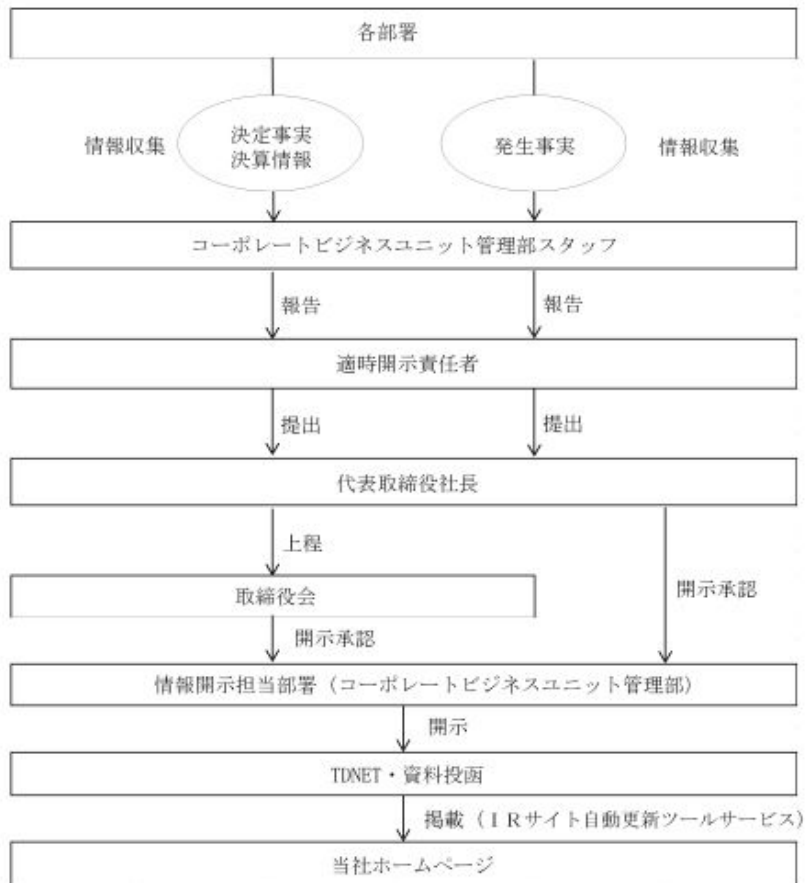 各部署
情報収集
決定事実
決算情報
発生事実
情報収集
コーポレートビジネスユニット管理部スタッフ
報告
報告
適時開示責任者
提出
提出
代表取締役社長
上程
開示承認
取締役会
開示承認
情報開示担当部署（コーポレートビジネスユニット管理部）
開示
TDNET・資料投函
掲載（ＩＲサイト自動更新ツールサービス）
当社ホームページ